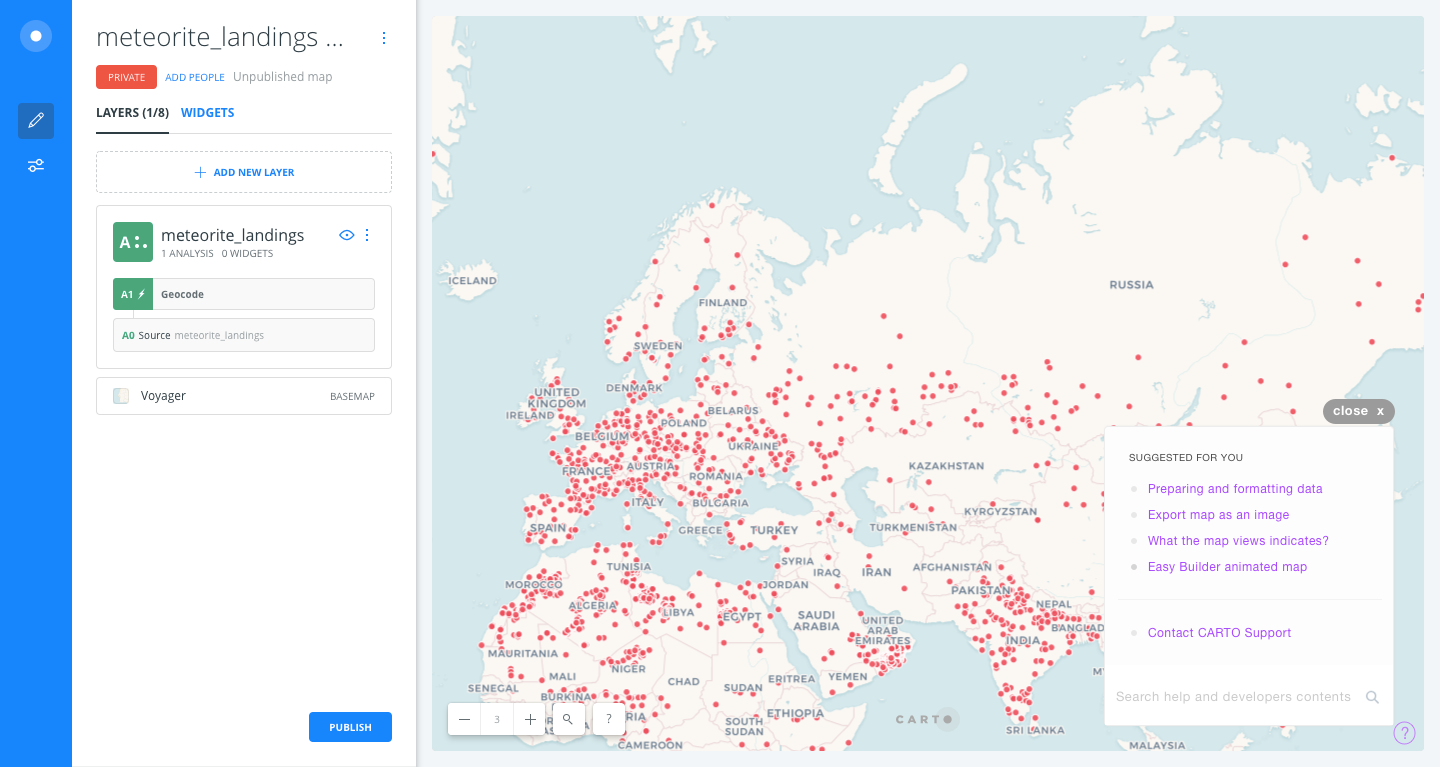 meteorite_landings ...
PRIVATE ADD PEOPLE Unpublished map
LAYERS (1/8) WIDGETS
ADD NEW LAYER
A
meteorite_landings
1 ANALYSIS 0 WIDGETS
A1 Geocode
A0 Source meteorite_landings
Voyager BASEMAP
PUBLISH
ICELAND
RUSSIA
FINLAND
SWEDEN
DENMARK
UNITED
KINGDOM
IRELAND
BELARUS
POLAND
BELGIUM
UKRAINE
KAZAKHSTAN
FRANCE
AUSTRIA
ROMANIA
ITALY
BULGARIA
KYRGYZSTAN
SPAIN
GREECE
TURKEY
TURKMENISTAN
SYRIA
TUNISIA
IRAQ
IRAN
AFGHANISTAN
MOROCCO
JORDAN
PAKISTAN
ALGERIA
LIBYA
EGYPT
SAUDI
ARABIA
UNITED
ARAB
EMIRATES
NEPAL
BANGLAD
INDIA
MAURITANIA
NIGER
MALI
CHAD
SUDAN
ERITREA
YEMEN
SENEGAL
BURKINA
RIA
ETHIOPIA
SOUTH
SUDAN
CAMEROON
SRI LANKA
MALAYSIA
3
?
CARTO
close x
SUGGESTED FOR YOU
Preparing and formatting data
Export map as an image
What the map views indicates?
Easy Builder animated map
Contact CARTO Support
Search help and developers contents
?